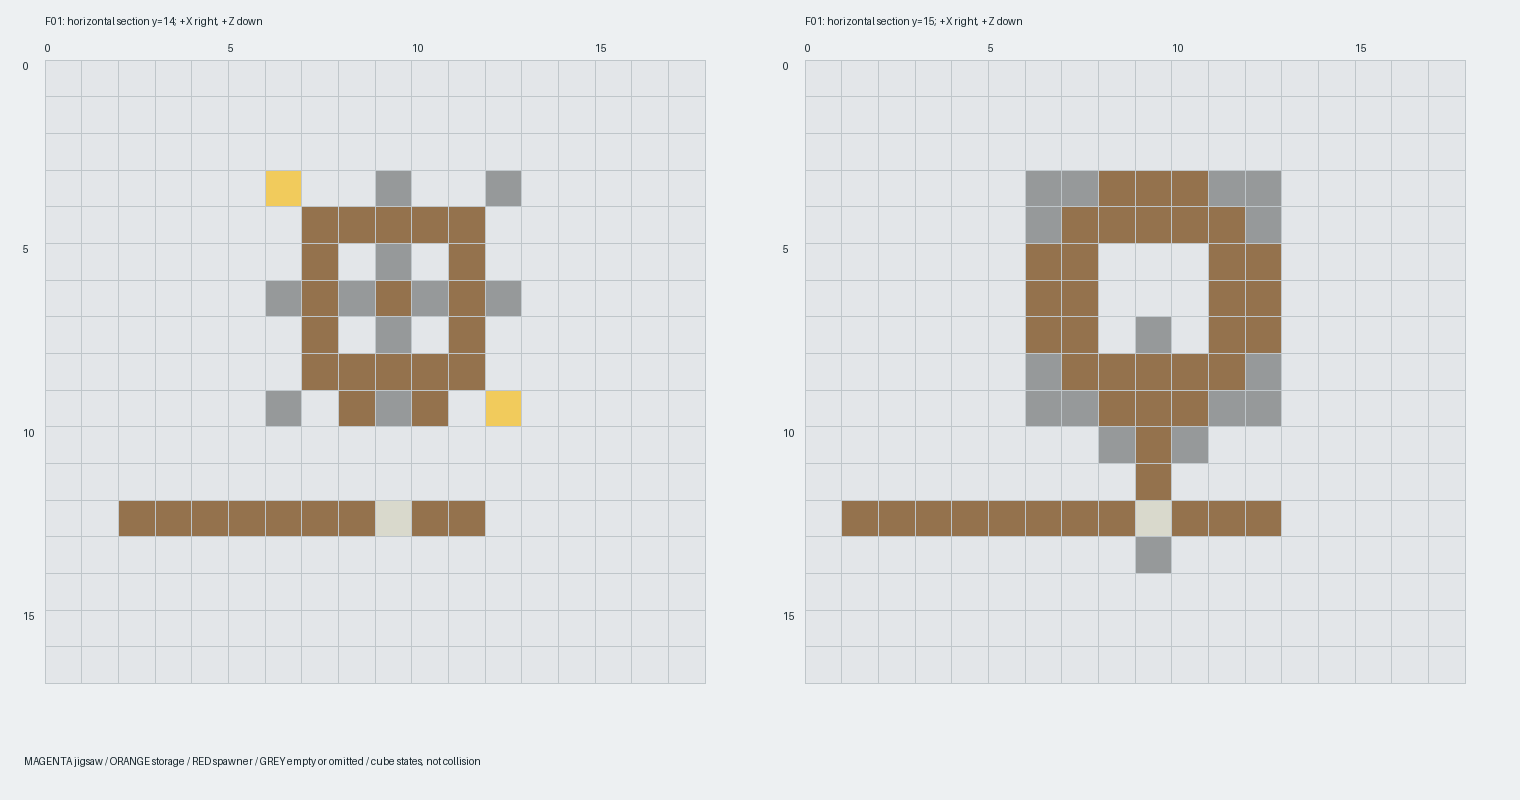 F01: horizontal section y=14; +X right, +Z down
F01: horizontal section y=15; +X right, +Z down
0 5 10 15
0 5 10 15
0
0
5
5
10
10
15
15
MAGENTA jigsaw / ORANGE storage / RED spawner / GREY empty or omitted / cube states, not collision